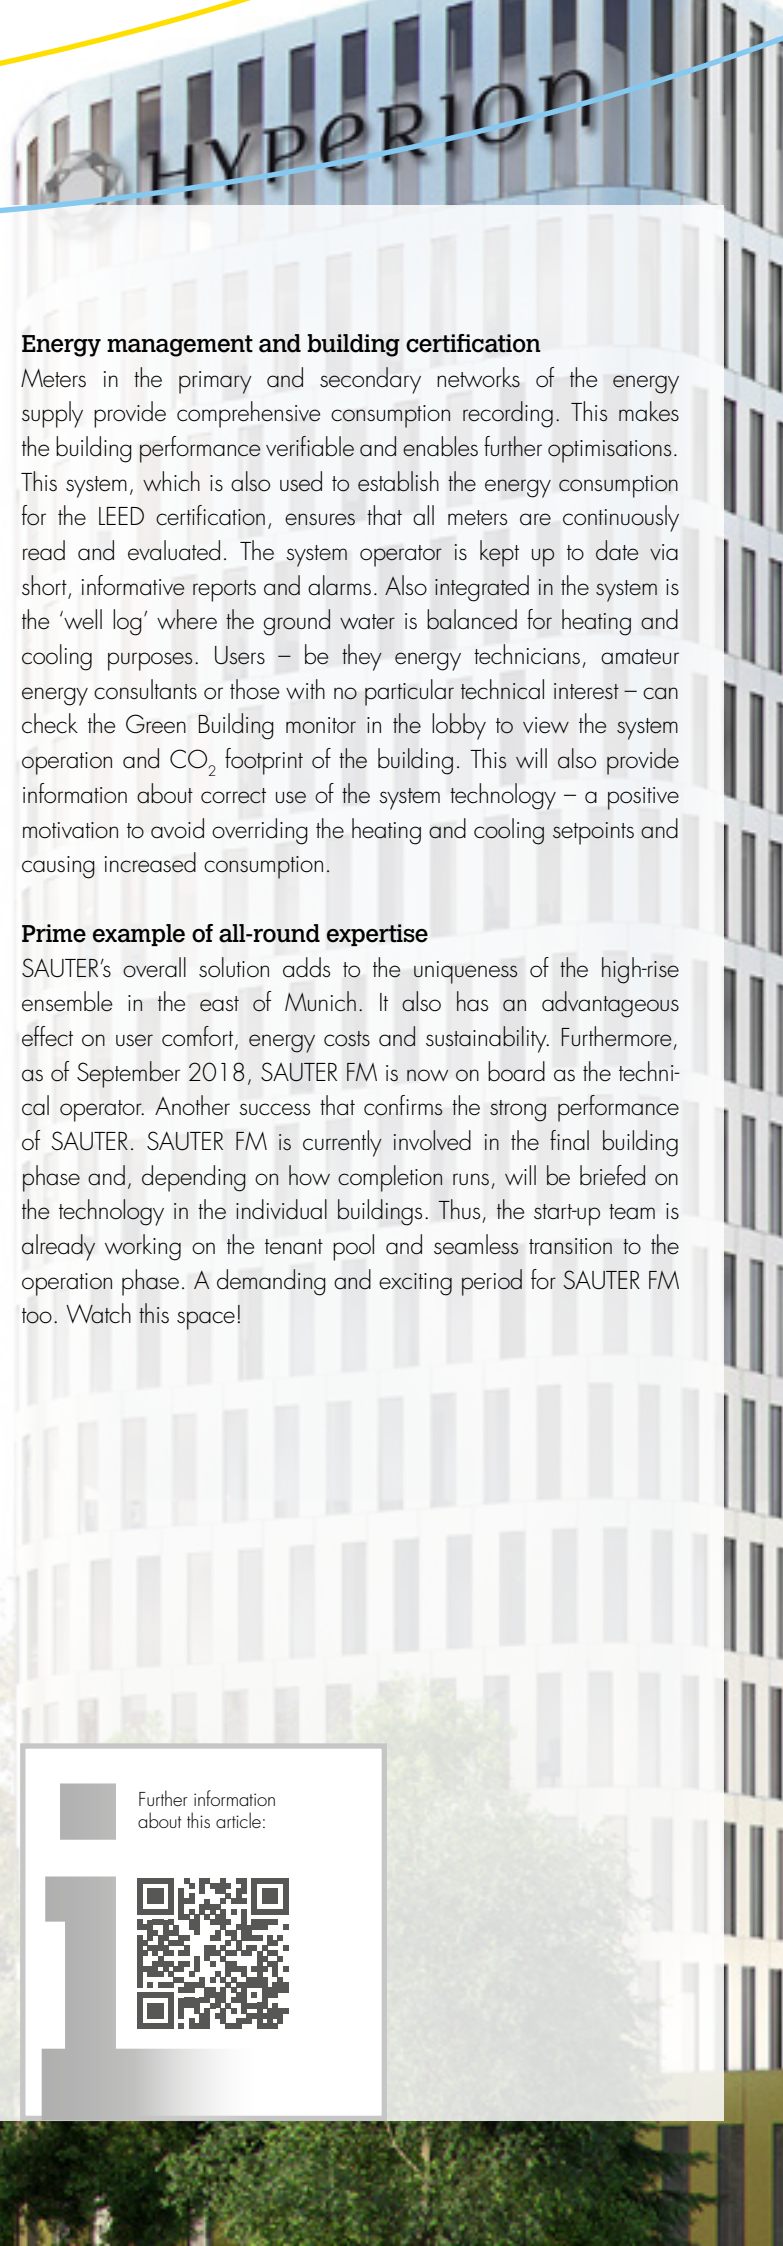 HYPERION
Energy management and building certification
Meters in the primary and secondary networks of the energy
supply provide comprehensive consumption recording. This makes
the building performance verifiable and enables further optimisations.
This system, which is also used to establish the energy consumption
for the LEED certification, ensures that all meters are continuously
read and evaluated. The system operator is kept up to date via
short, informative reports and alarms. Also integrated in the system is
the ‘well log’ where the ground water is balanced for heating and
cooling purposes. Users – be they energy technicians, amateur
energy consultants or those with no particular technical interest – can
check the Green Building monitor in the lobby to view the system
operation and CO₂ footprint of the building. This will also provide
information about correct use of the system technology – a positive
motivation to avoid overriding the heating and cooling setpoints and
causing increased consumption.
Prime example of all-round expertise
SAUTER’s overall solution adds to the uniqueness of the high-rise
ensemble in the east of Munich. It also has an advantageous
effect on user comfort, energy costs and sustainability. Furthermore,
as of September 2018, SAUTER FM is now on board as the techni-
cal operator. Another success that confirms the strong performance
of SAUTER. SAUTER FM is currently involved in the final building
phase and, depending on how completion runs, will be briefed on
the technology in the individual buildings. Thus, the start-up team is
already working on the tenant pool and seamless transition to the
operation phase. A demanding and exciting period for SAUTER FM
too. Watch this space!
Further information
about this article:
i